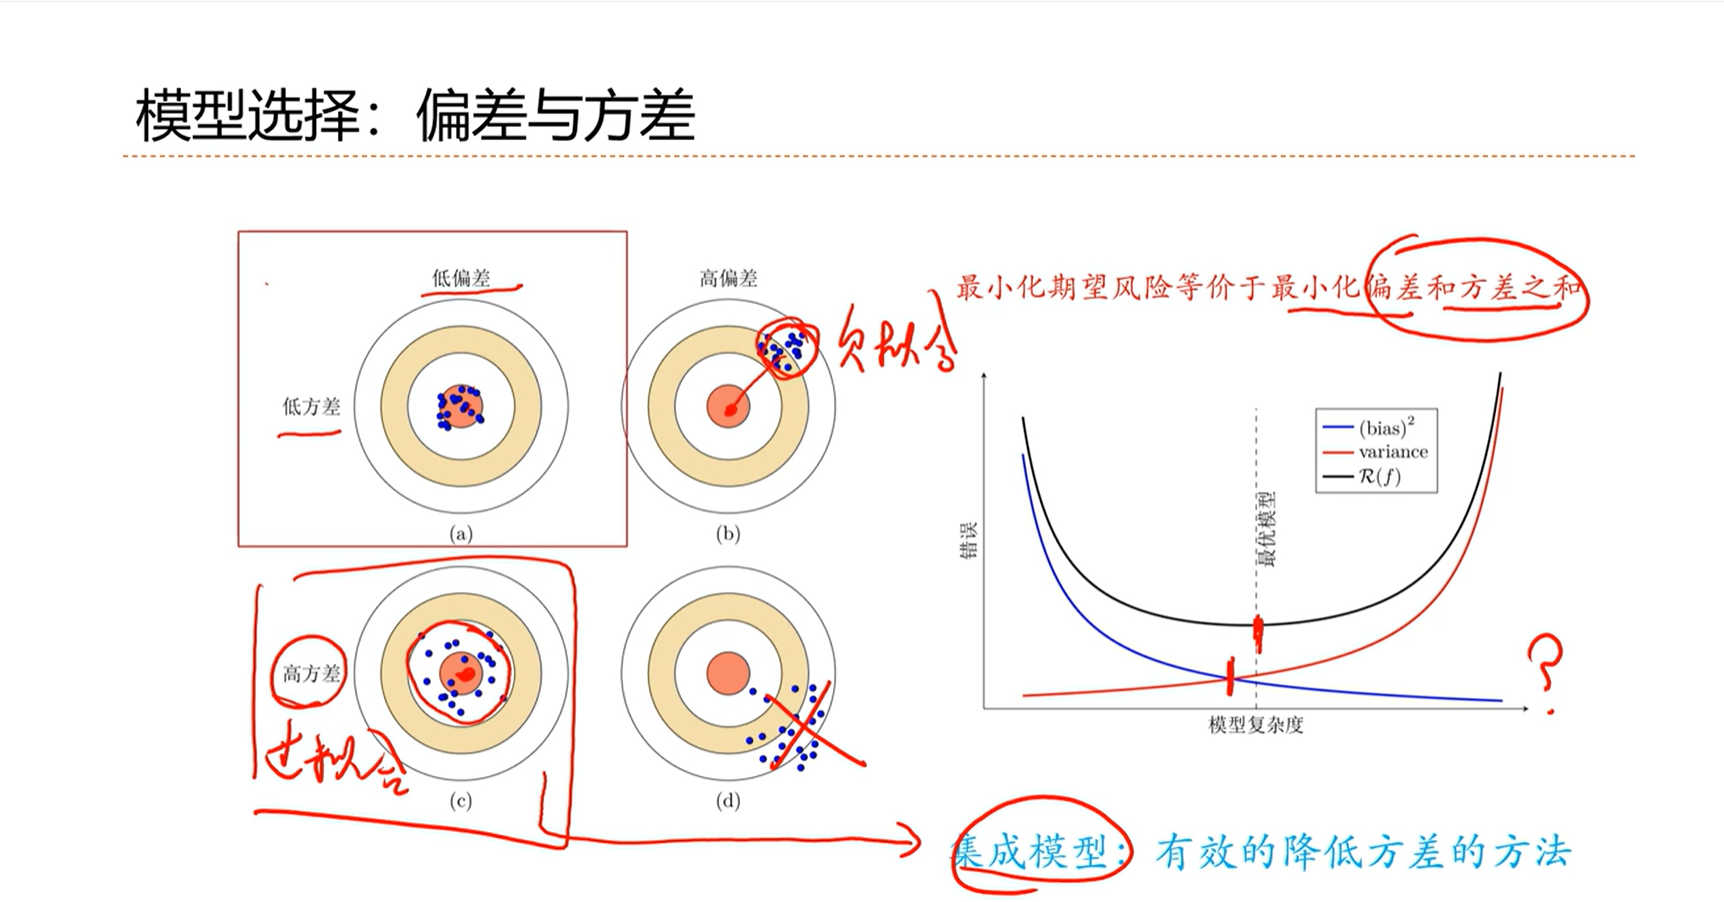 模型选择：偏差与方差
低偏差
高偏差
低方差
欠拟合
(a)
(b)
高方差
过拟合
(c)
(d)
最小化期望风险等价于最小化偏差和方差之和
(bias)²
variance
R(f)
错误
最优模型
模型复杂度
?
集成模型：有效的降低方差的方法